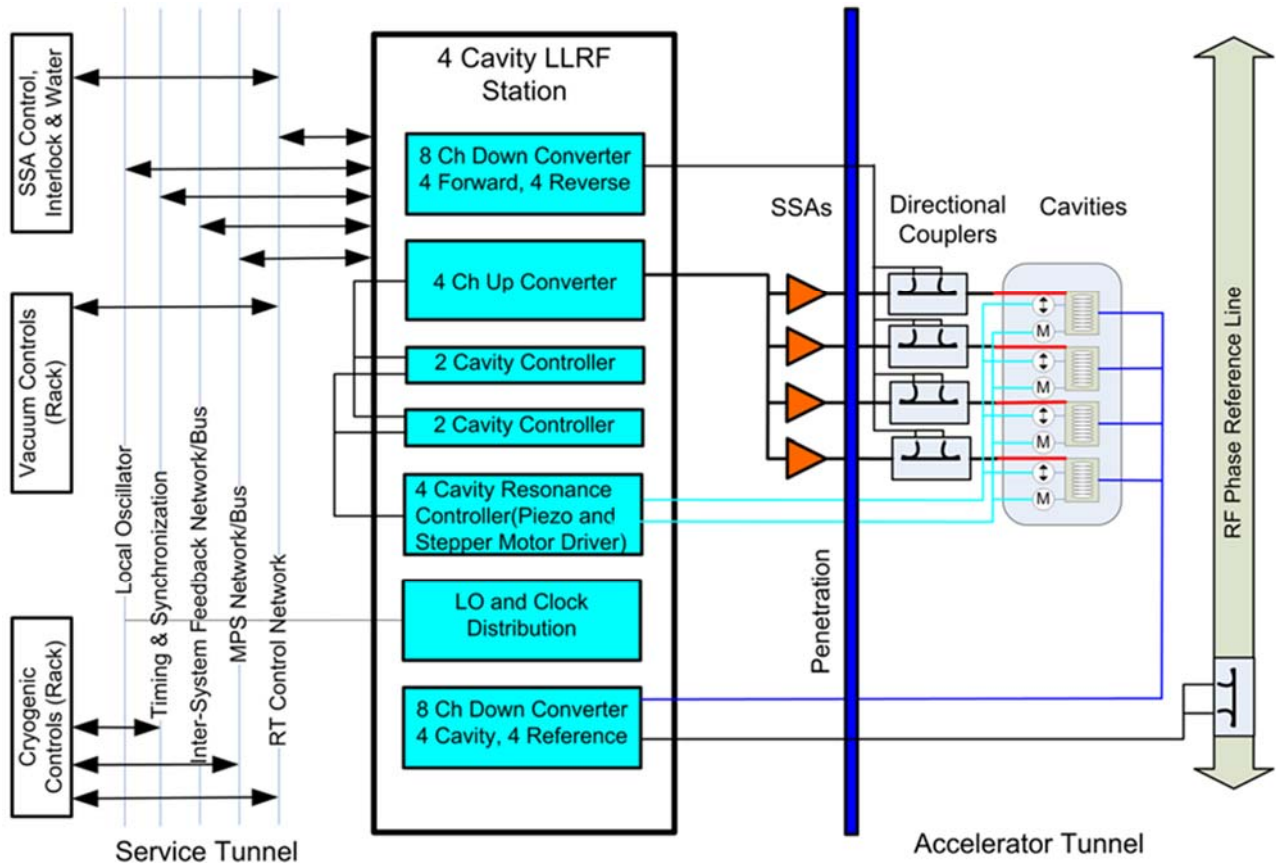 SSA Control,
Interlock & Water
Vacuum Controls
(Rack)
Cryogenic
Controls (Rack)
Local Oscillator
Timing & Synchronization
Inter-System Feedback Network/Bus
MPS Network/Bus
RT Control Network
Service Tunnel
4 Cavity LLRF
Station
8 Ch Down Converter
4 Forward, 4 Reverse
4 Ch Up Converter
2 Cavity Controller
2 Cavity Controller
4 Cavity Resonance
Controller(Piezo and
Stepper Motor Driver)
LO and Clock
Distribution
8 Ch Down Converter
4 Cavity, 4 Reference
SSAs
Penetration
Directional
Couplers
Cavities
M
M
M
M
RF Phase Reference Line
Accelerator Tunnel